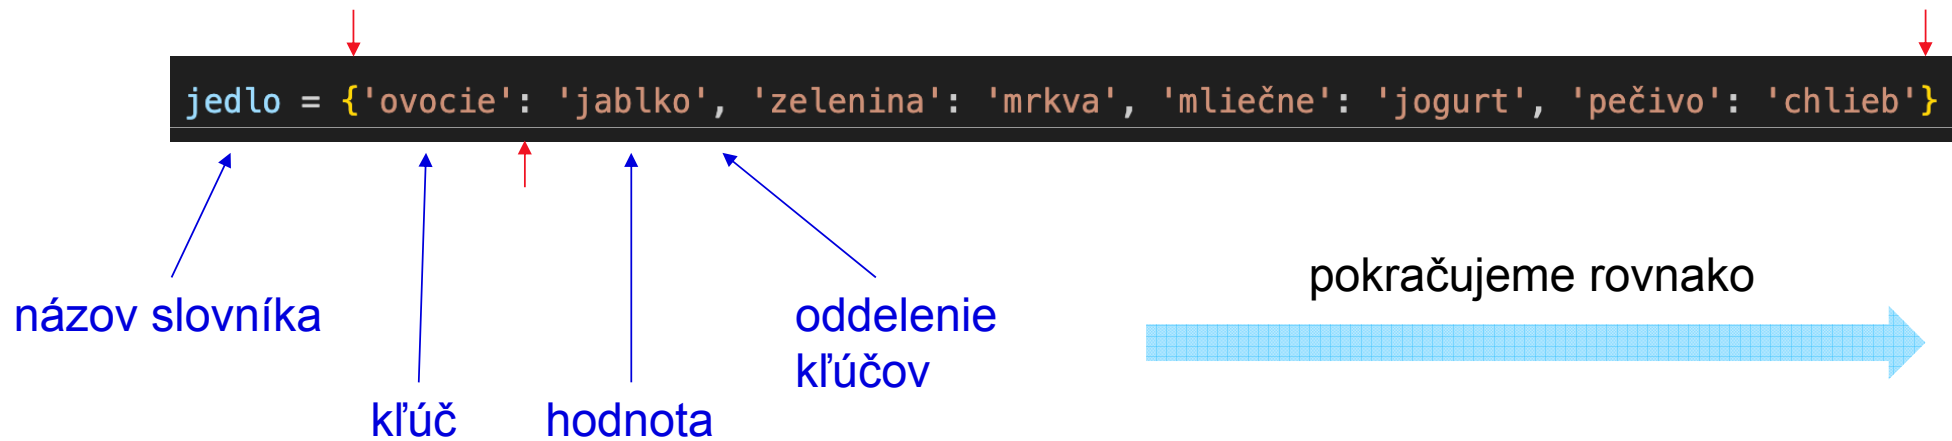 jedlo = {'ovocie': 'jablko', 'zelenina': 'mrkva', 'mliečne': 'jogurt', 'pečivo': 'chlieb'}
pokračujeme rovnako
názov slovníka
oddelenie
kľúčov
kľúč
hodnota